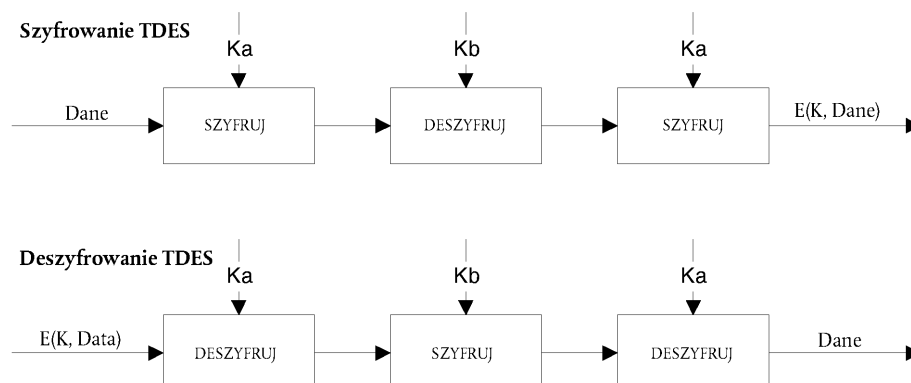 Szyfrowanie TDES
Ka
Kb
Ka
Dane
SZYFRUJ
DESZYFRUJ
SZYFRUJ
E(K, Dane)
Deszyfrowanie TDES
Ka
Kb
Ka
E(K, Data)
DESZYFRUJ
SZYFRUJ
DESZYFRUJ
Dane